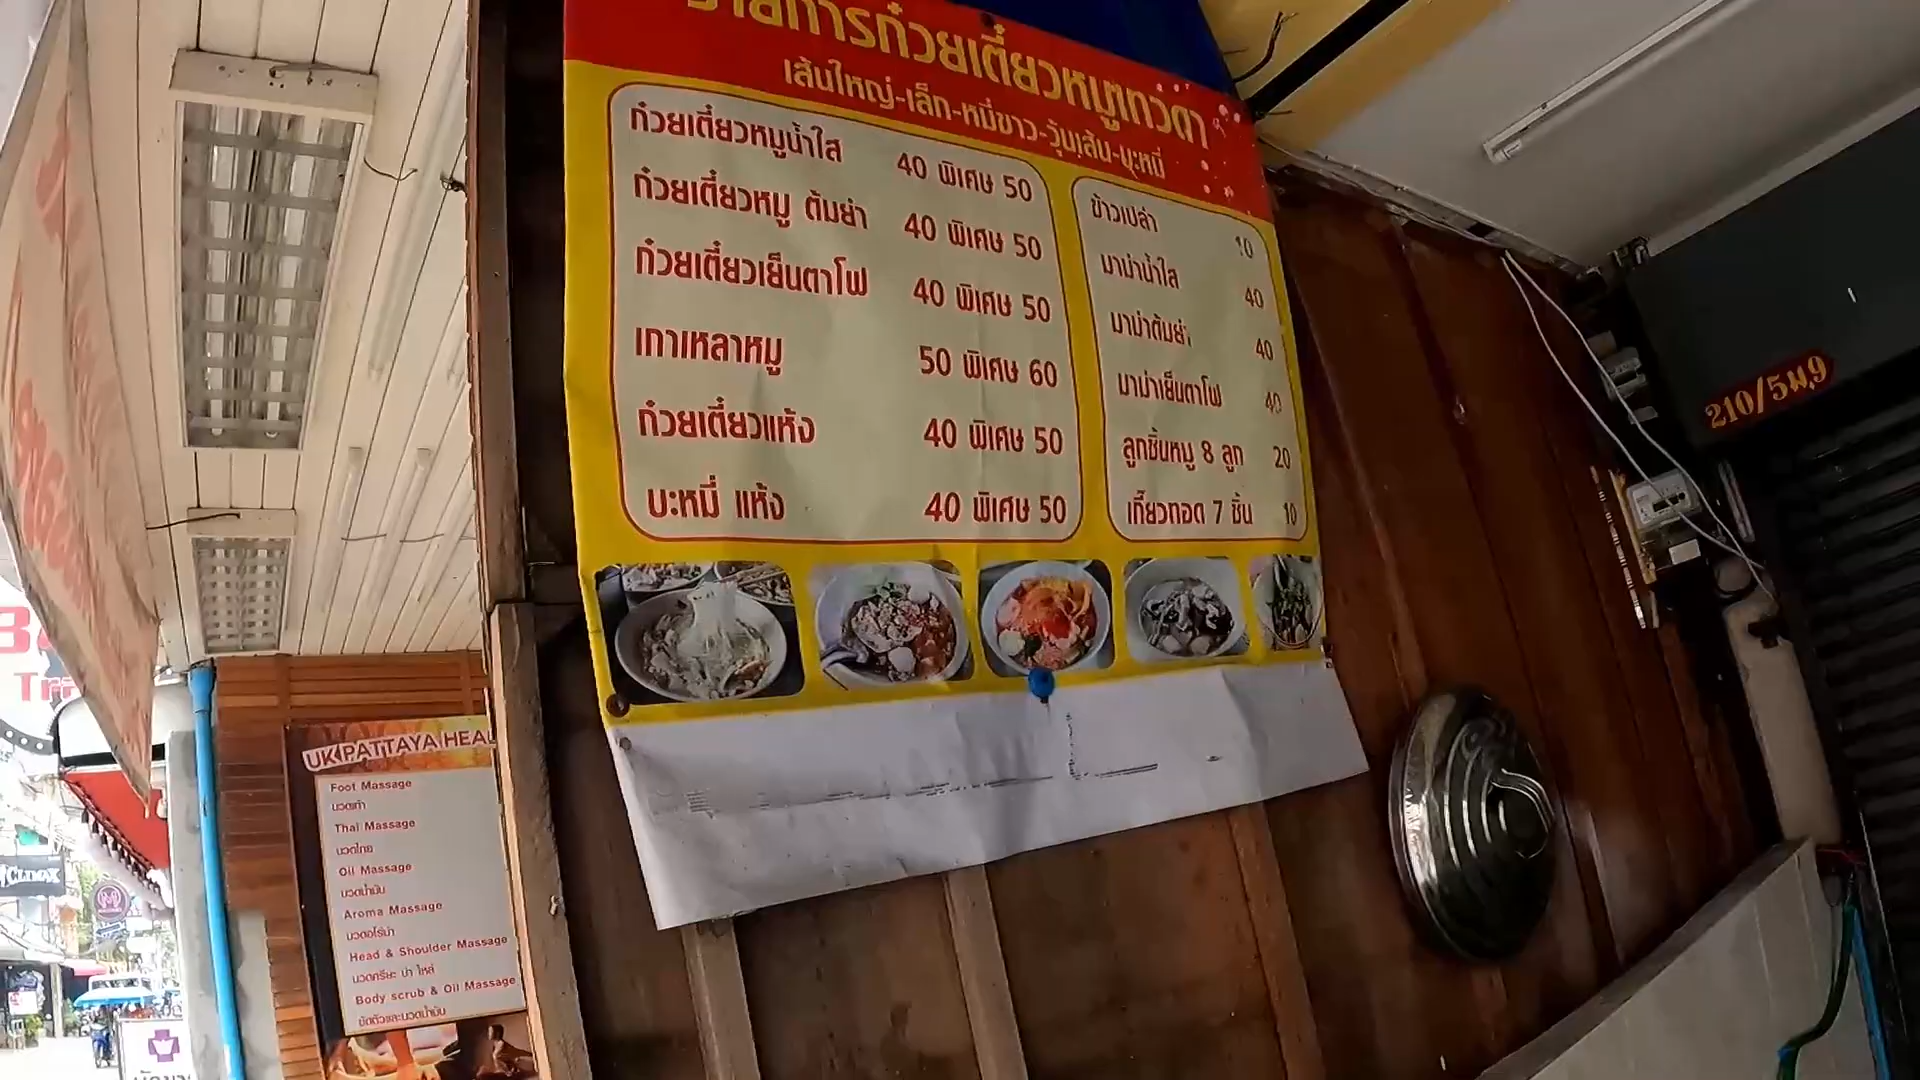 รายการก๋วยเตี๋ยวหมูเทวดา
เส้นใหญ่-เล็ก-หมี่ขาว-วุ้นเส้น-บะหมี่
ก๋วยเตี๋ยวหมูน้ำใส 40 พิเศษ 50
ก๋วยเตี๋ยวหมู ต้มยำ 40 พิเศษ 50
ก๋วยเตี๋ยวเย็นตาโฟ 40 พิเศษ 50
เกาเหลาหมู 50 พิเศษ 60
ก๋วยเตี๋ยวแห้ง 40 พิเศษ 50
บะหมี่ แห้ง 40 พิเศษ 50
ข้าวเปล่า 10
มาม่าน้ำใส 40
มาม่าต้มยำ 40
มาม่าเย็นตาโฟ 40
ลูกชิ้นหมู 8 ลูก 20
เกี๊ยวทอด 7 ชิ้น 10
210/5 ม.9
UK PATTAYA HEAL
Foot Massage
นวดเท้า
Thai Massage
นวดไทย
Oil Massage
นวดน้ำมัน
Aroma Massage
นวดอโรม่า
Head & Shoulder Massage
นวดศรีษะ บ่า ไหล่
Body scrub & Oil Massage
ขัดตัวและนวดน้ำมัน